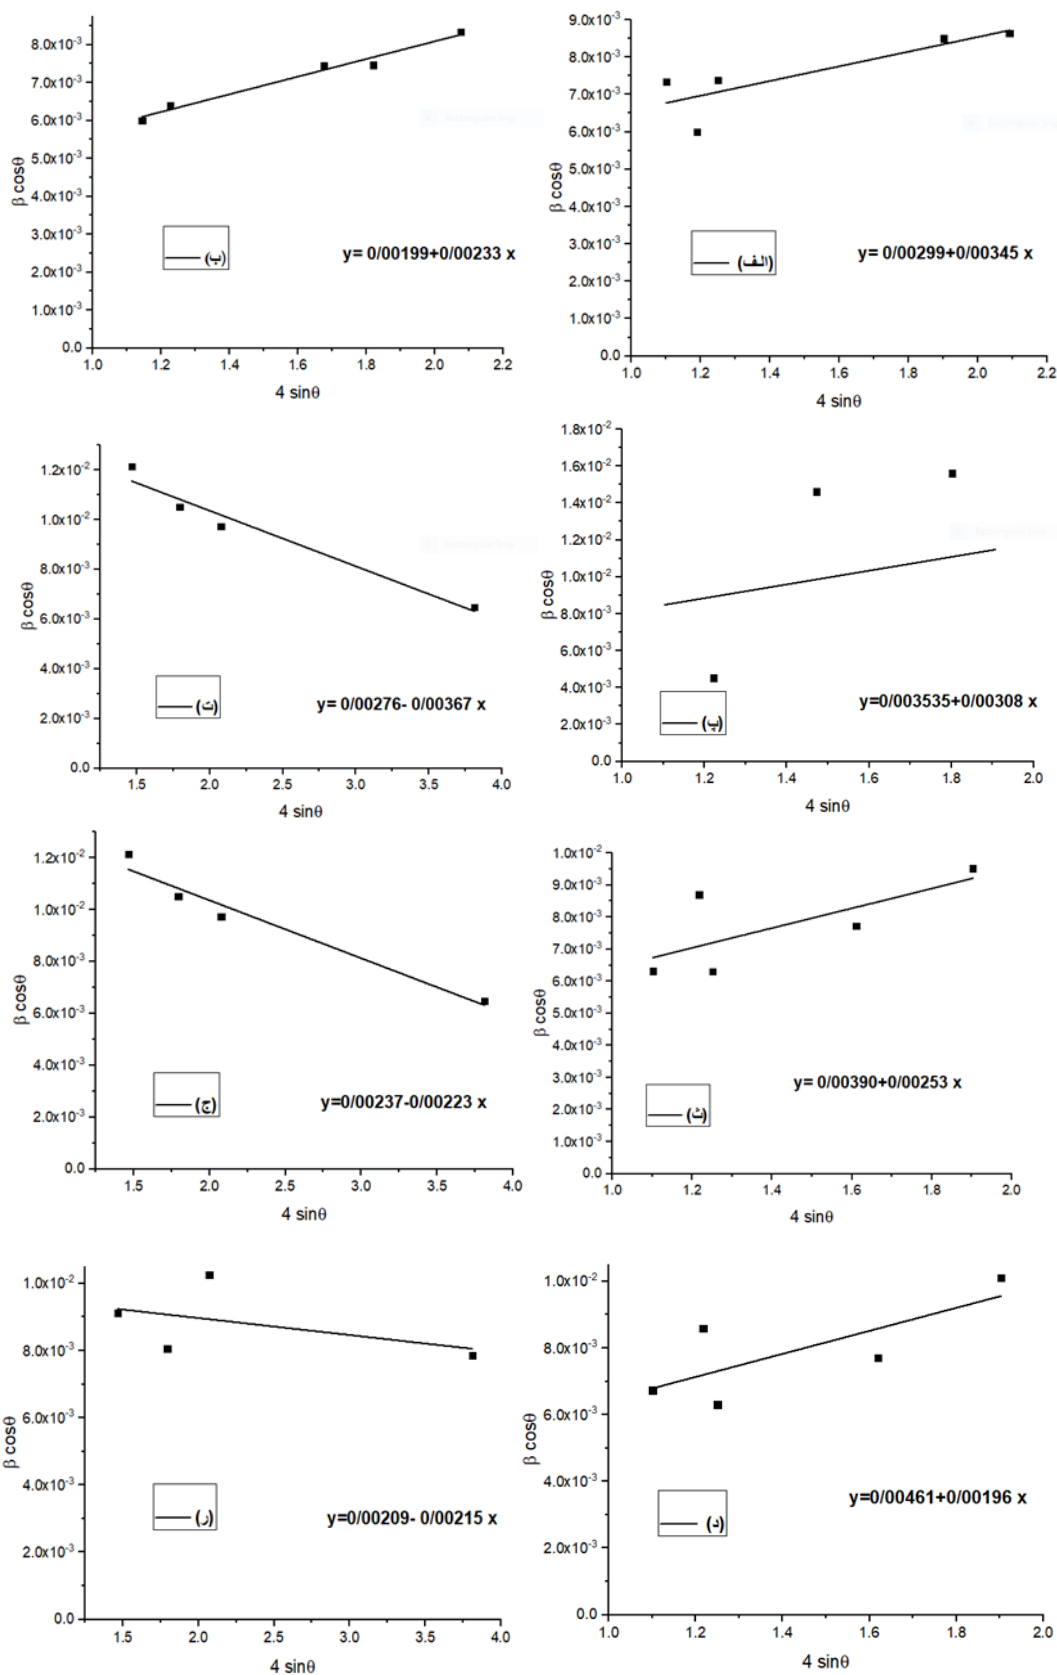 8.0x10⁻³
7.0x10⁻³
6.0x10⁻³
5.0x10⁻³
4.0x10⁻³
3.0x10⁻³
2.0x10⁻³
1.0x10⁻³
0.0
β cosθ
(ب)
y= 0/00199+0/00233 x
1.0 1.2 1.4 1.6 1.8 2.0 2.2
4 sinθ
9.0x10⁻³
8.0x10⁻³
7.0x10⁻³
6.0x10⁻³
5.0x10⁻³
4.0x10⁻³
3.0x10⁻³
2.0x10⁻³
1.0x10⁻³
0.0
β cosθ
(الف)
y= 0/00299+0/00345 x
1.0 1.2 1.4 1.6 1.8 2.0 2.2
4 sinθ
1.2x10⁻²
1.0x10⁻²
8.0x10⁻³
6.0x10⁻³
4.0x10⁻³
2.0x10⁻³
0.0
β cosθ
(ت)
y= 0/00276- 0/00367 x
1.5 2.0 2.5 3.0 3.5 4.0
4 sinθ
1.8x10⁻²
1.6x10⁻²
1.4x10⁻²
1.2x10⁻²
1.0x10⁻²
8.0x10⁻³
6.0x10⁻³
4.0x10⁻³
2.0x10⁻³
0.0
β cosθ
(پ)
y=0/003535+0/00308 x
1.0 1.2 1.4 1.6 1.8 2.0
4 sinθ
1.2x10⁻²
1.0x10⁻²
8.0x10⁻³
6.0x10⁻³
4.0x10⁻³
2.0x10⁻³
0.0
β cosθ
(ج)
y=0/00237-0/00223 x
1.5 2.0 2.5 3.0 3.5 4.0
4 sinθ
1.0x10⁻²
9.0x10⁻³
8.0x10⁻³
7.0x10⁻³
6.0x10⁻³
5.0x10⁻³
4.0x10⁻³
3.0x10⁻³
2.0x10⁻³
1.0x10⁻³
0.0
β cosθ
(ث)
y= 0/00390+0/00253 x
1.0 1.2 1.4 1.6 1.8 2.0
4 sinθ
1.0x10⁻²
8.0x10⁻³
6.0x10⁻³
4.0x10⁻³
2.0x10⁻³
0.0
β cosθ
(ر)
y=0/00209- 0/00215 x
1.5 2.0 2.5 3.0 3.5 4.0
4 sinθ
1.0x10⁻²
8.0x10⁻³
6.0x10⁻³
4.0x10⁻³
2.0x10⁻³
0.0
β cosθ
(د)
y=0/00461+0/00196 x
1.0 1.2 1.4 1.6 1.8 2.0
4 sinθ